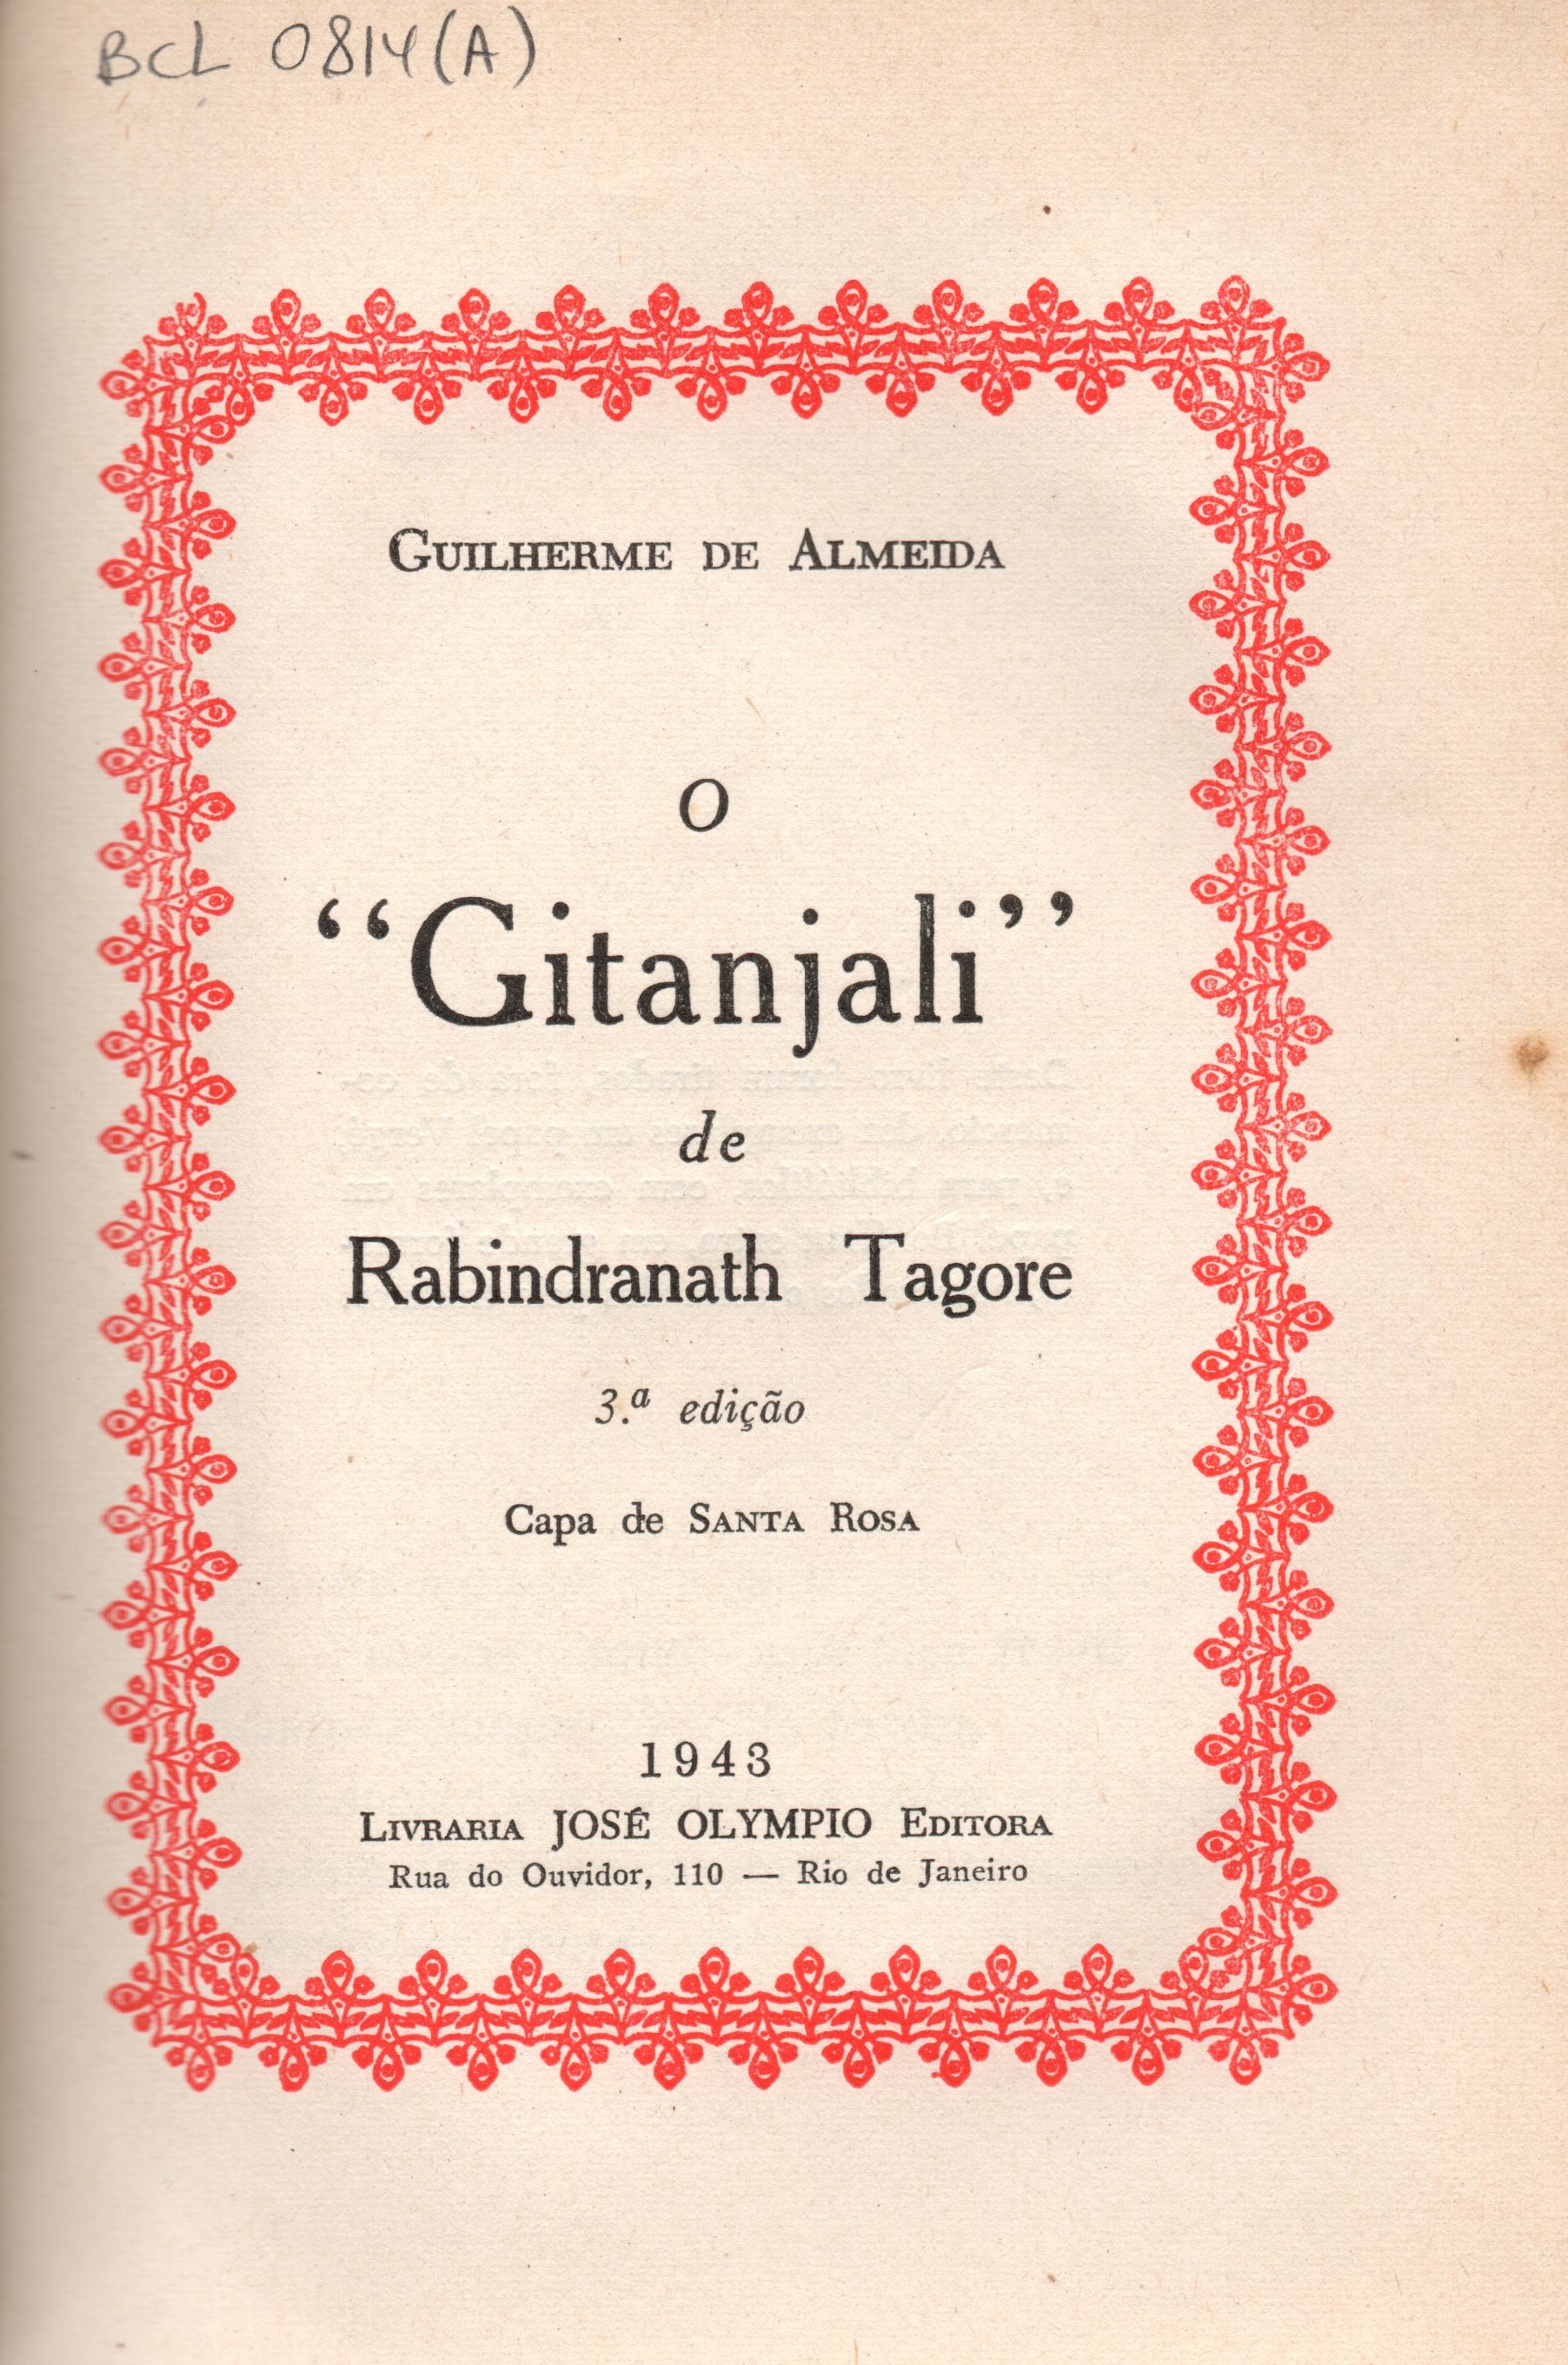 BCL 0814(A)
GUILHERME DE ALMEIDA
O
“Gitanjali”
de
Rabindranath Tagore
3.ª edição
Capa de SANTA ROSA
1943
LIVRARIA JOSÉ OLYMPIO EDITORA
Rua do Ouvidor, 110 — Rio de Janeiro